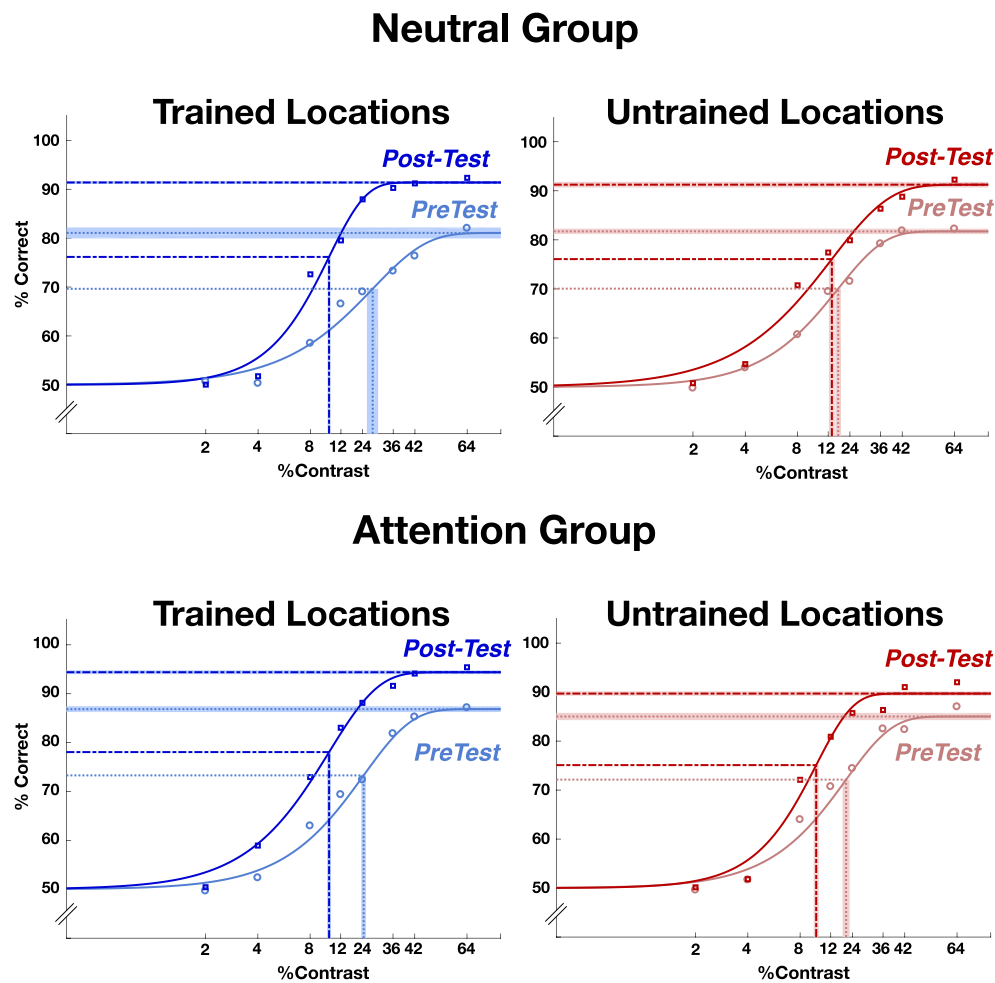 Neutral Group
Trained Locations
Untrained Locations
Post-Test
PreTest
% Correct
100
90
80
70
60
50
2 4 8 12 24 36 42 64
%Contrast
Post-Test
PreTest
100
90
80
70
60
50
2 4 8 12 24 36 42 64
%Contrast
Attention Group
Trained Locations
Untrained Locations
Post-Test
PreTest
% Correct
100
90
80
70
60
50
2 4 8 12 24 36 42 64
%Contrast
Post-Test
PreTest
100
90
80
70
60
50
2 4 8 12 24 36 42 64
%Contrast